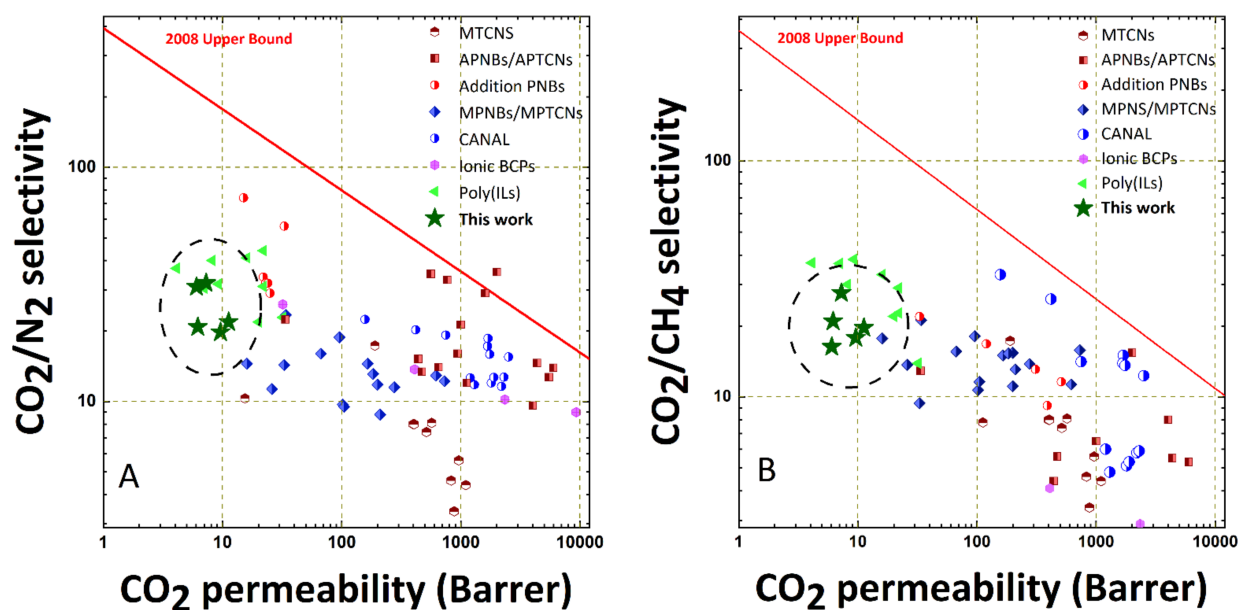 2008 Upper Bound
MTCNS
APNBs/APTCNs
Addition PNBs
MPNBs/MPTCNs
CANAL
Ionic BCPs
Poly(ILs)
This work
CO2/N2 selectivity
100
10
A
1 10 100 1000 10000
CO2 permeability (Barrer)
2008 Upper Bound
MTCNs
APNBs/APTCNs
Addition PNBs
MPNS/MPTCNs
CANAL
Ionic BCPs
Poly(ILs)
This work
CO2/CH4 selectivity
100
10
B
1 10 100 1000 10000
CO2 permeability (Barrer)